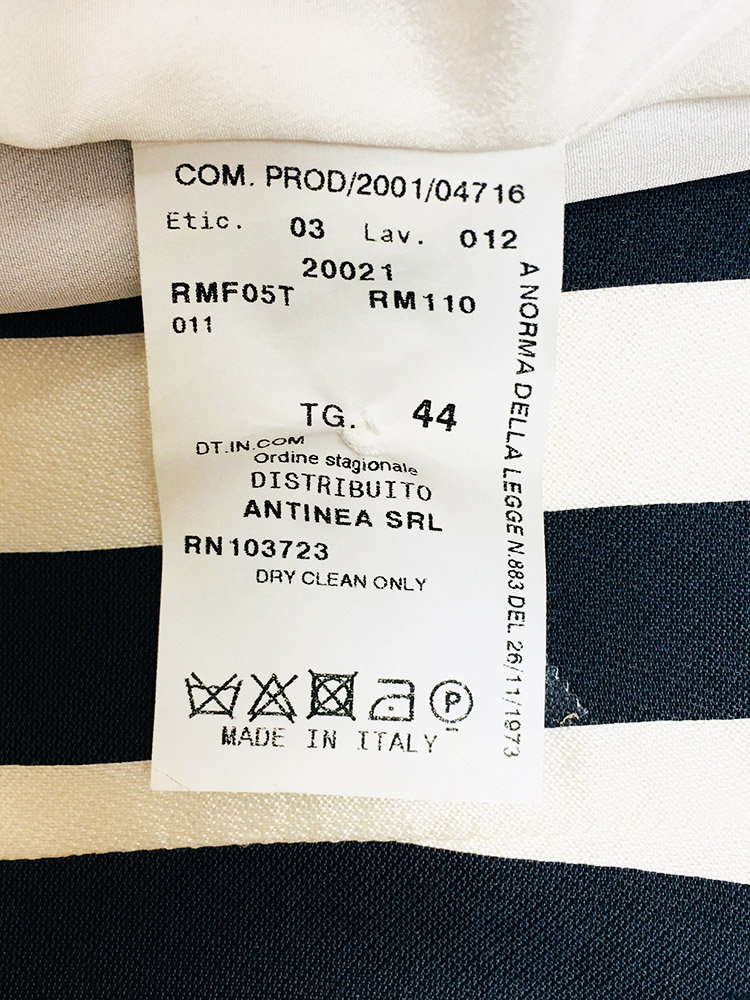 COM. PROD/2001/04716
Etic. 03 Lav. 012
20021
RMF05T RM110
011
TG. 44
DT.IN.COM
Ordine stagionale
DISTRIBUITO
ANTINEA SRL
RN103723
DRY CLEAN ONLY
P
MADE IN ITALY
A NORMA DELLA LEGGE N.883 DEL 26/11/1973